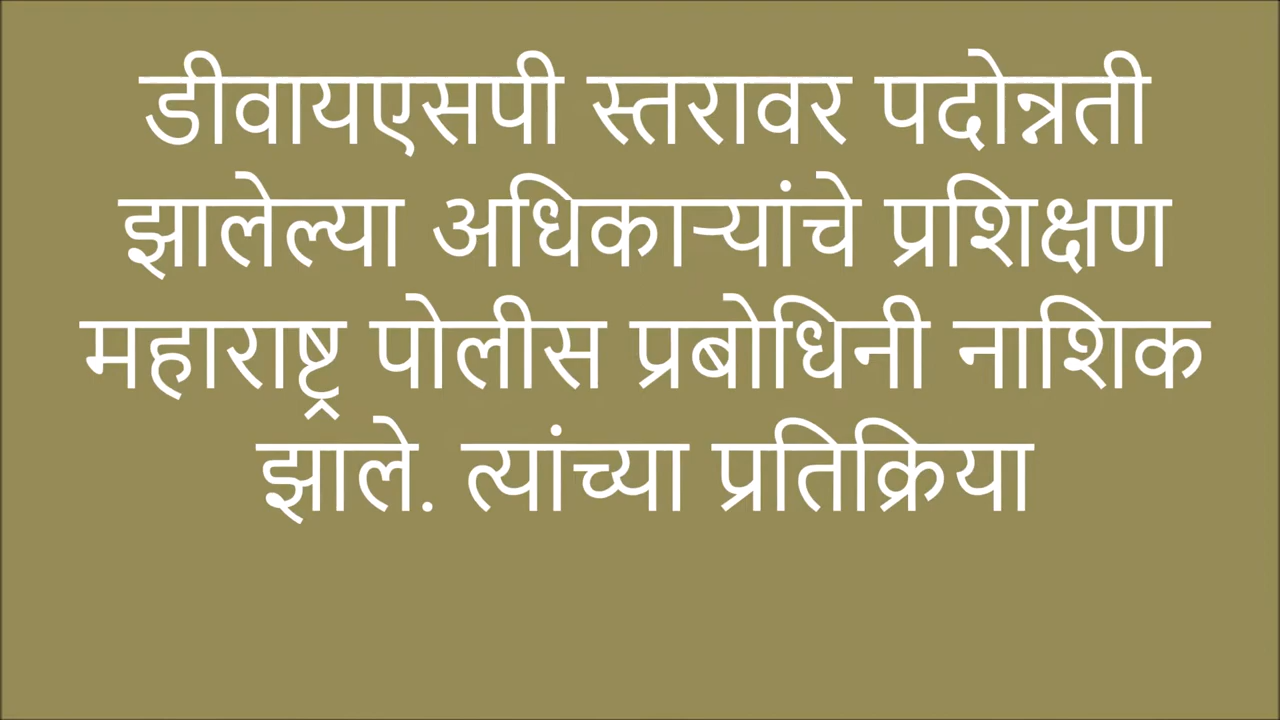 डीवायएसपी स्तरावर पदोन्नती
झालेल्या अधिकाऱ्यांचे प्रशिक्षण
महाराष्ट्र पोलीस प्रबोधिनी नाशिक
झाले. त्यांच्या प्रतिक्रिया